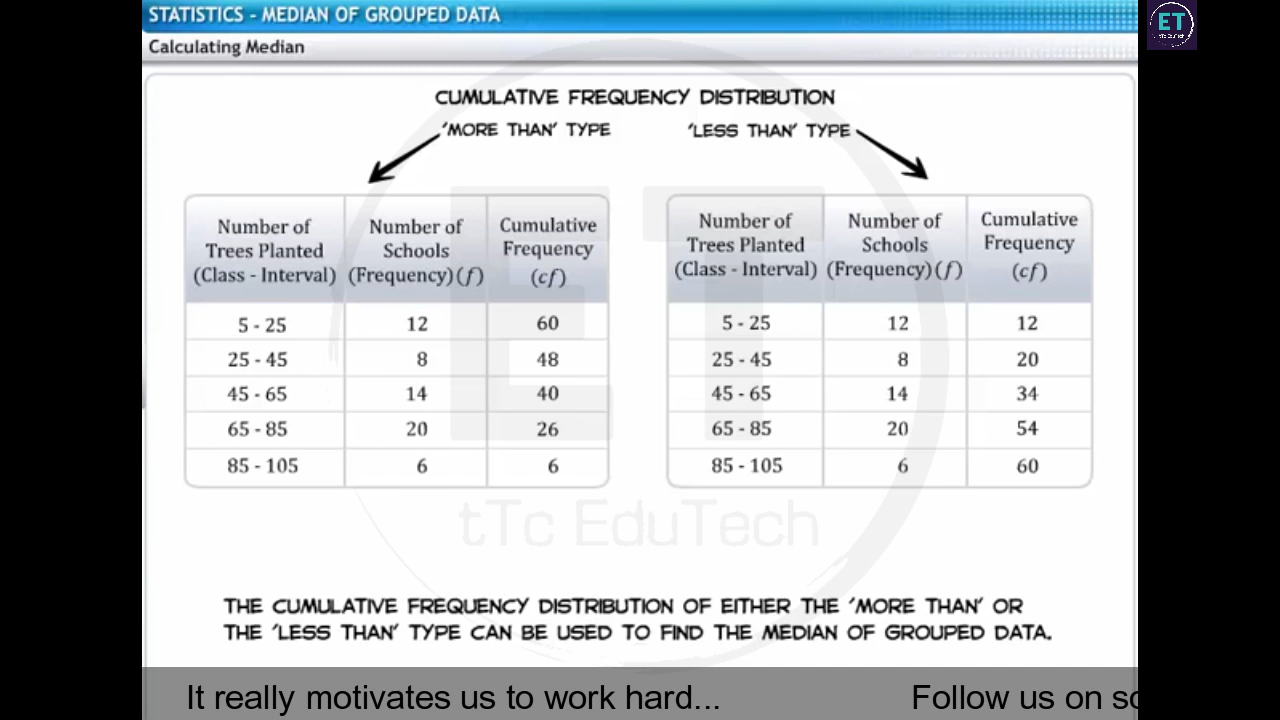 STATISTICS - MEDIAN OF GROUPED DATA
ET
Calculating Median
CUMULATIVE FREQUENCY DISTRIBUTION
'MORE THAN' TYPE
'LESS THAN' TYPE
Number of Trees Planted (Class - Interval) Number of Schools (Frequency) (f) Cumulative Frequency (cf)
5 - 25 12 60
25 - 45 8 48
45 - 65 14 40
65 - 85 20 26
85 - 105 6 6
Number of Trees Planted (Class - Interval) Number of Schools (Frequency) (f) Cumulative Frequency (cf)
5 - 25 12 12
25 - 45 8 20
45 - 65 14 34
65 - 85 20 54
85 - 105 6 60
ET
tTc EduTech
THE CUMULATIVE FREQUENCY DISTRIBUTION OF EITHER THE 'MORE THAN' OR
THE 'LESS THAN' TYPE CAN BE USED TO FIND THE MEDIAN OF GROUPED DATA.
It really motivates us to work hard... Follow us on